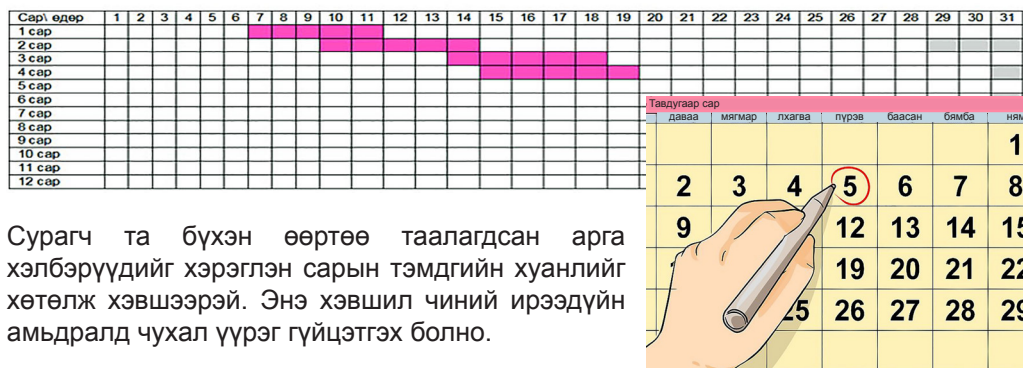 Сар\ өдөр 1 2 3 4 5 6 7 8 9 10 11 12 13 14 15 16 17 18 19 20 21 22 23 24 25 26 27 28 29 30 31
1 сар
2 сар
3 сар
4 сар
5 сар
6 сар
7 сар
8 сар
9 сар
10 сар
11 сар
12 сар
Тавдугаар сар
даваа мягмар лхагва пүрэв баасан бямба ням
1
2 3 4 5 6 7 8
9 12 13 14 15
19 20 21 22
25 26 27 28 29
Сурагч та бүхэн өөртөө таалагдсан арга
хэлбэрүүдийг хэрэглэн сарын тэмдгийн хуанлийг
хөтөлж хэвшээрэй. Энэ хэвшил чиний ирээдүйн
амьдралд чухал үүрэг гүйцэтгэх болно.